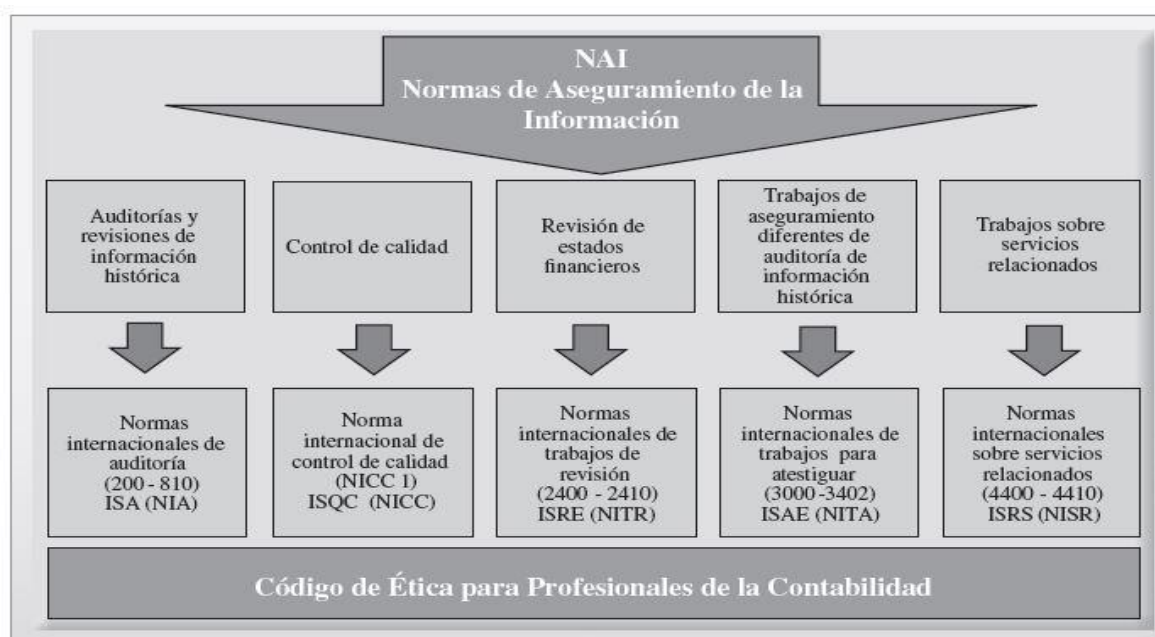 NAI
Normas de Aseguramiento de la
Información
Auditorías y
revisiones de
información
histórica
Control de calidad
Revisión de
estados
financieros
Trabajos de
aseguramiento
diferentes de
auditoría de
información
histórica
Trabajos sobre
servicios
relacionados
Normas
internacionales de
auditoría
(200 - 810)
ISA (NIA)
Norma
internacional de
control de calidad
(NICC 1)
ISQC (NICC)
Normas
internacionales de
trabajos de
revisión
(2400 - 2410)
ISRE (NITR)
Normas
internacionales de
trabajos para
atestiguar
(3000 -3402)
ISAE (NITA)
Normas
internacionales
sobre servicios
relacionados
(4400 - 4410)
ISRS (NISR)
Código de Ética para Profesionales de la Contabilidad